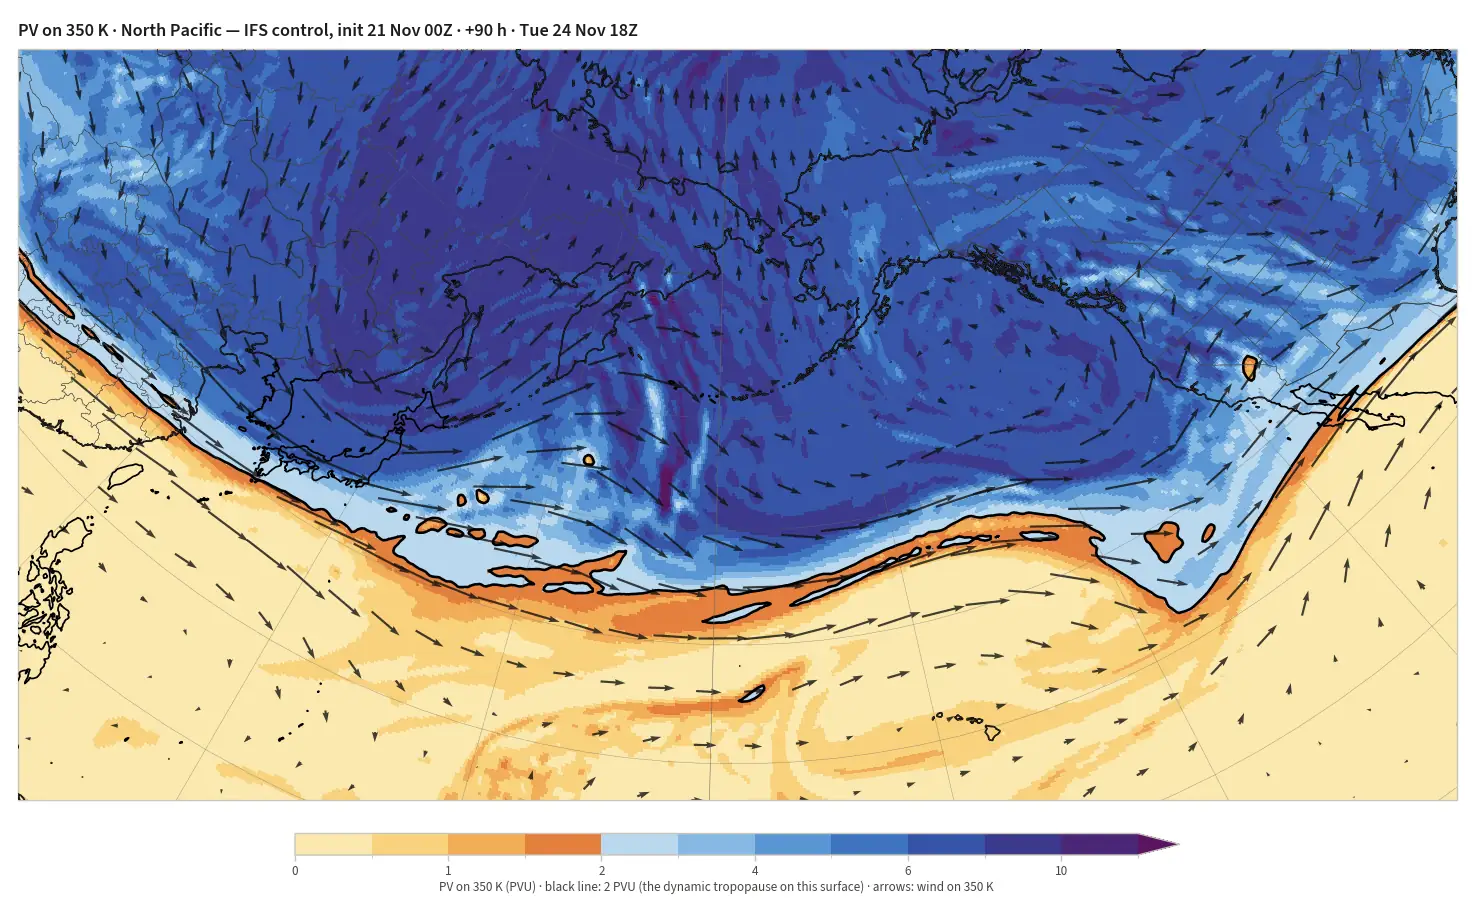 PV on 350 K · North Pacific — IFS control, init 21 Nov 00Z · +90 h · Tue 24 Nov 18Z
0 1 2 4 6 10
PV on 350 K (PVU) · black line: 2 PVU (the dynamic tropopause on this surface) · arrows: wind on 350 K